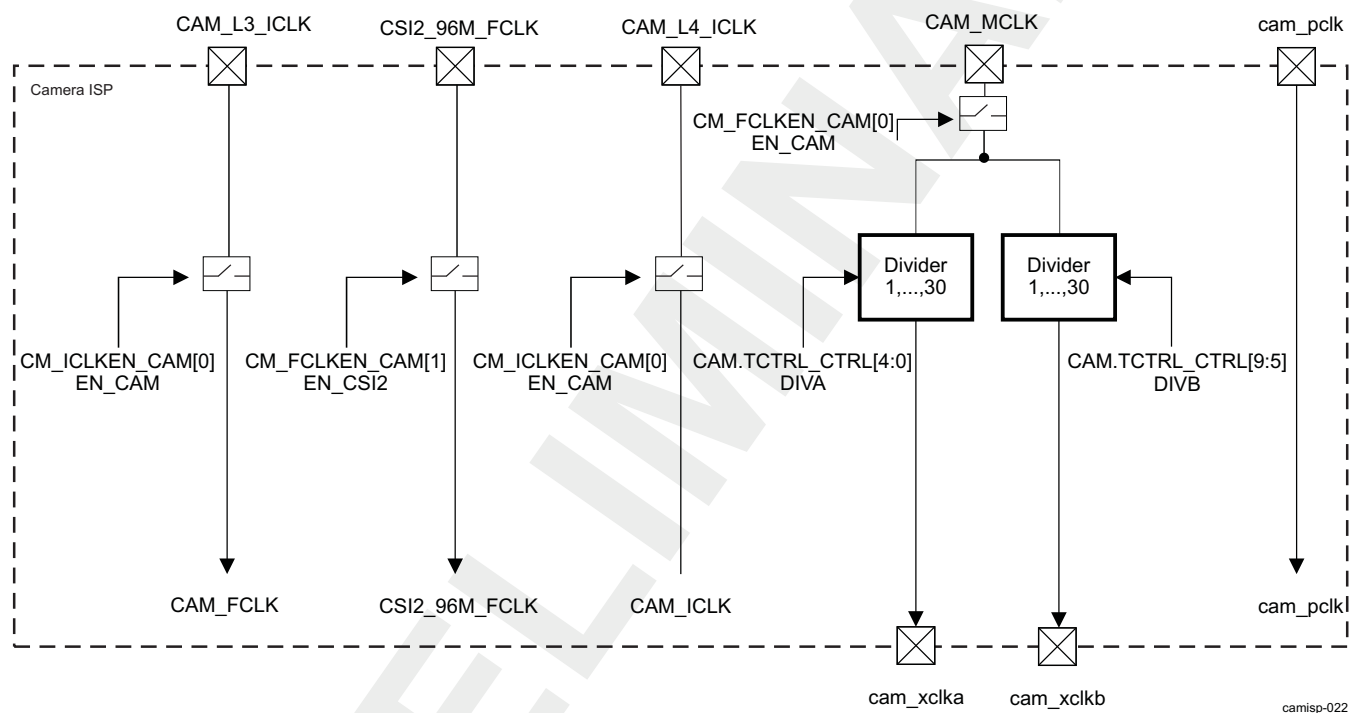 CAM_L3_ICLK
CSI2_96M_FCLK
CAM_L4_ICLK
CAM_MCLK
cam_pclk
Camera ISP
CM_FCLKEN_CAM[0]
EN_CAM
Divider
1,...,30
Divider
1,...,30
CM_ICLKEN_CAM[0]
EN_CAM
CM_FCLKEN_CAM[1]
EN_CSI2
CM_ICLKEN_CAM[0]
EN_CAM
CAM.TCTRL_CTRL[4:0]
DIVA
CAM.TCTRL_CTRL[9:5]
DIVB
CAM_FCLK
CSI2_96M_FCLK
CAM_ICLK
cam_pclk
cam_xclka
cam_xclkb
camisp-022